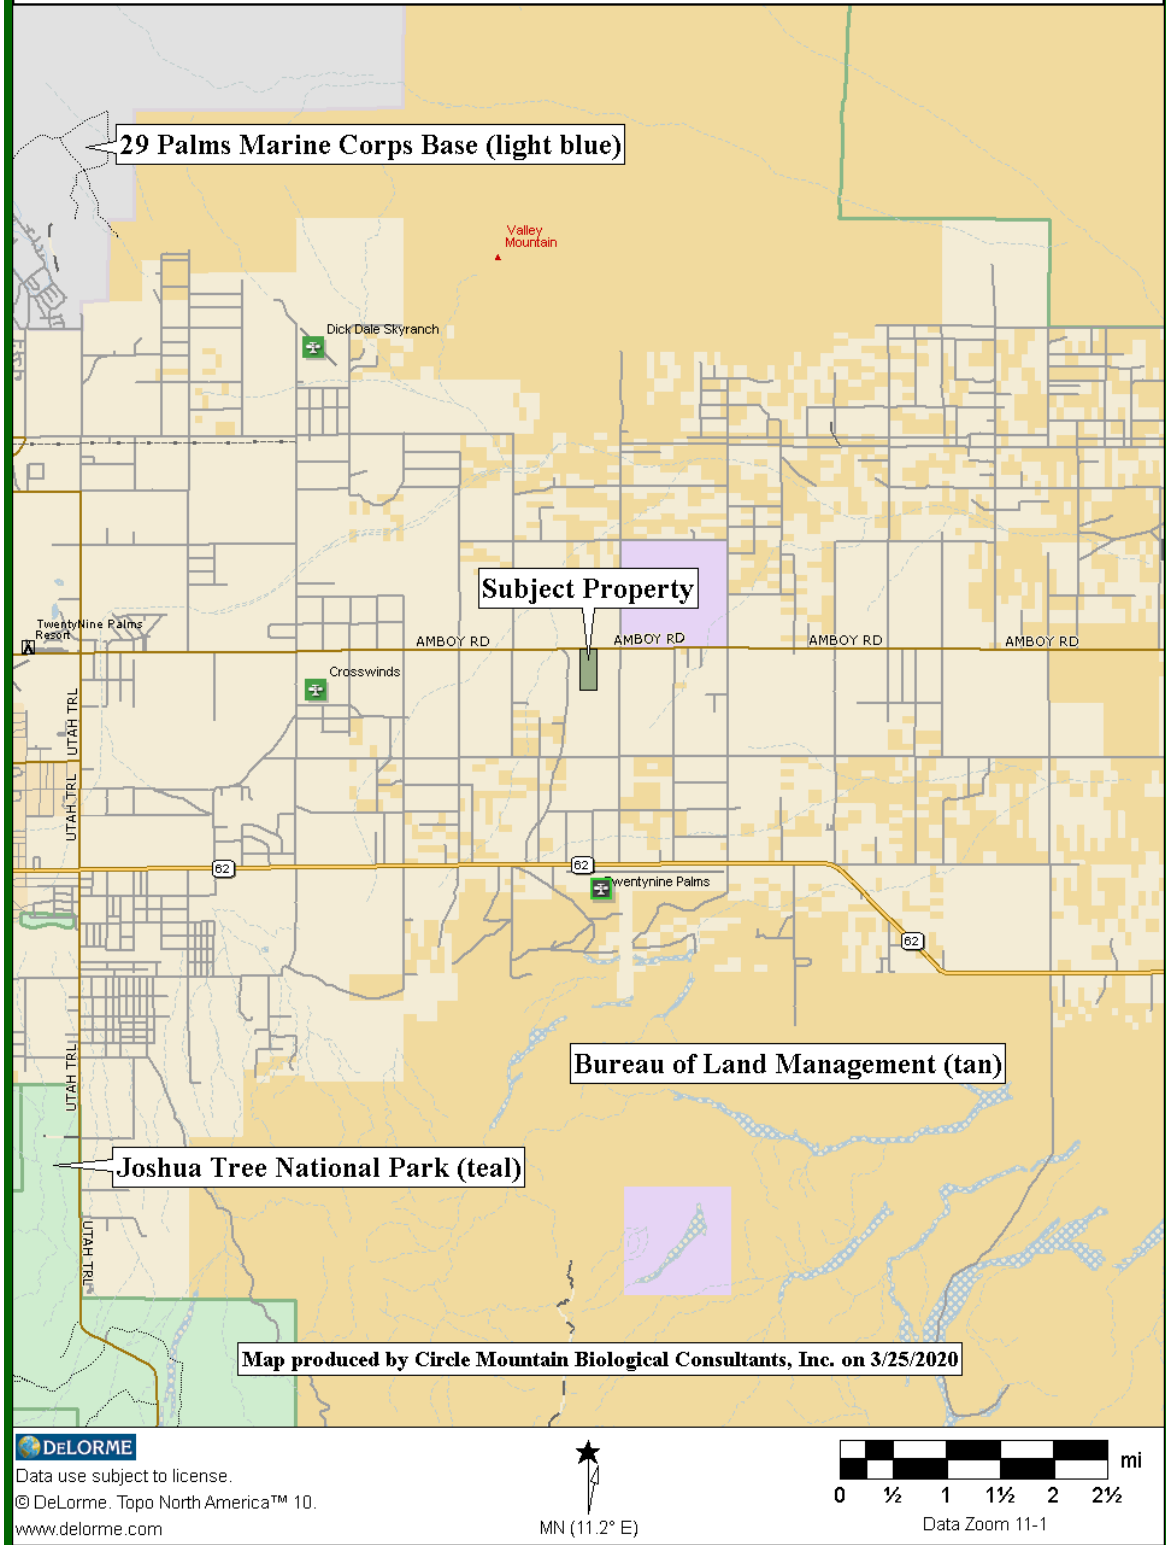 29 Palms Marine Corps Base (light blue)
Valley
Mountain
Dick Dale Skyranch
Subject Property
TwentyNine Palms
Resort
AMBOY RD
AMBOY RD
AMBOY RD
AMBOY RD
Crosswinds
UTAH TRL
UTAH TRL
62
62
Twentynine Palms
62
UTAH TRL
Bureau of Land Management (tan)
Joshua Tree National Park (teal)
UTAH TRL
Map produced by Circle Mountain Biological Consultants, Inc. on 3/25/2020
DELORME
Data use subject to license.
© DeLorme. Topo North America™ 10.
www.delorme.com
MN (11.2° E)
mi
0 ½ 1 1½ 2 2½
Data Zoom 11-1